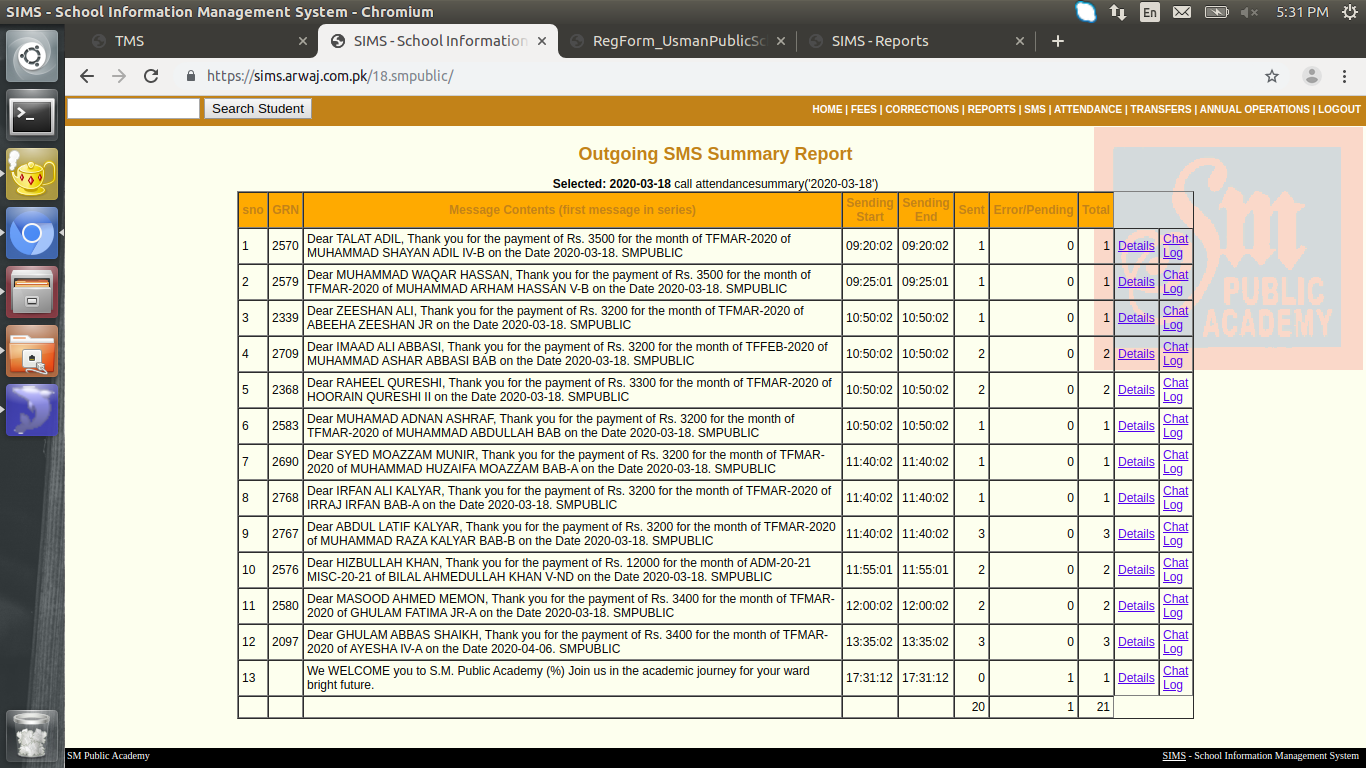 SIMS - School Information Management System - Chromium
En
5:31 PM
TMS
SIMS - School Information
RegForm_UsmanPublicSc
SIMS - Reports
https://sims.arwaj.com.pk/18.smpublic/
Search Student
HOME | FEES | CORRECTIONS | REPORTS | SMS | ATTENDANCE | TRANSFERS | ANNUAL OPERATIONS | LOGOUT
Outgoing SMS Summary Report
Selected: 2020-03-18 call attendancesummary('2020-03-18')
sno GRN Message Contents (first message in series) Sending Start Sending End Sent Error/Pending Total
1 2570 Dear TALAT ADIL, Thank you for the payment of Rs. 3500 for the month of TFMAR-2020 of
MUHAMMAD SHAYAN ADIL IV-B on the Date 2020-03-18. SMPUBLIC 09:20:02 09:20:02 1 0 1 Details Chat Log
2 2579 Dear MUHAMMAD WAQAR HASSAN, Thank you for the payment of Rs. 3500 for the month of
TFMAR-2020 of MUHAMMAD ARHAM HASSAN V-B on the Date 2020-03-18. SMPUBLIC 09:25:01 09:25:01 1 0 1 Details Chat Log
3 2339 Dear ZEESHAN ALI, Thank you for the payment of Rs. 3200 for the month of TFMAR-2020 of
ABEEHA ZEESHAN JR on the Date 2020-03-18. SMPUBLIC 10:50:02 10:50:02 1 0 1 Details Chat Log
4 2709 Dear IMAAD ALI ABBASI, Thank you for the payment of Rs. 3200 for the month of TFFEB-2020 of
MUHAMMAD ASHAR ABBASI BAB on the Date 2020-03-18. SMPUBLIC 10:50:02 10:50:02 2 0 2 Details Chat Log
5 2368 Dear RAHEEL QURESHI, Thank you for the payment of Rs. 3300 for the month of TFMAR-2020 of
HOORAIN QURESHI II on the Date 2020-03-18. SMPUBLIC 10:50:02 10:50:02 2 0 2 Details Chat Log
6 2583 Dear MUHAMAD ADNAN ASHRAF, Thank you for the payment of Rs. 3200 for the month of
TFMAR-2020 of MUHAMMAD ABDULLAH BAB on the Date 2020-03-18. SMPUBLIC 10:50:02 10:50:02 1 0 1 Details Chat Log
7 2690 Dear SYED MOAZZAM MUNIR, Thank you for the payment of Rs. 3200 for the month of TFMAR-
2020 of MUHAMMAD HUZAIFA MOAZZAM BAB-A on the Date 2020-03-18. SMPUBLIC 11:40:02 11:40:02 1 0 1 Details Chat Log
8 2768 Dear IRFAN ALI KALYAR, Thank you for the payment of Rs. 3200 for the month of TFMAR-2020 of
IRRAJ IRFAN BAB-A on the Date 2020-03-18. SMPUBLIC 11:40:02 11:40:02 1 0 1 Details Chat Log
9 2767 Dear ABDUL LATIF KALYAR, Thank you for the payment of Rs. 3200 for the month of TFMAR-2020
of MUHAMMAD RAZA KALYAR BAB-B on the Date 2020-03-18. SMPUBLIC 11:40:02 11:40:02 3 0 3 Details Chat Log
10 2576 Dear HIZBULLAH KHAN, Thank you for the payment of Rs. 12000 for the month of ADM-20-21
MISC-20-21 of BILAL AHMEDULLAH KHAN V-ND on the Date 2020-03-18. SMPUBLIC 11:55:01 11:55:01 2 0 2 Details Chat Log
11 2580 Dear MASOOD AHMED MEMON, Thank you for the payment of Rs. 3400 for the month of TFMAR-
2020 of GHULAM FATIMA JR-A on the Date 2020-03-18. SMPUBLIC 12:00:02 12:00:02 2 0 2 Details Chat Log
12 2097 Dear GHULAM ABBAS SHAIKH, Thank you for the payment of Rs. 3400 for the month of TFMAR-
2020 of AYESHA IV-A on the Date 2020-04-06. SMPUBLIC 13:35:02 13:35:02 3 0 3 Details Chat Log
13 We WELCOME you to S.M. Public Academy (%) Join us in the academic journey for your ward
bright future. 17:31:12 17:31:12 0 1 1 Details Chat Log
20 1 21
Sm
PUBLIC
ACADEMY
SM Public Academy
SIMS - School Information Management System